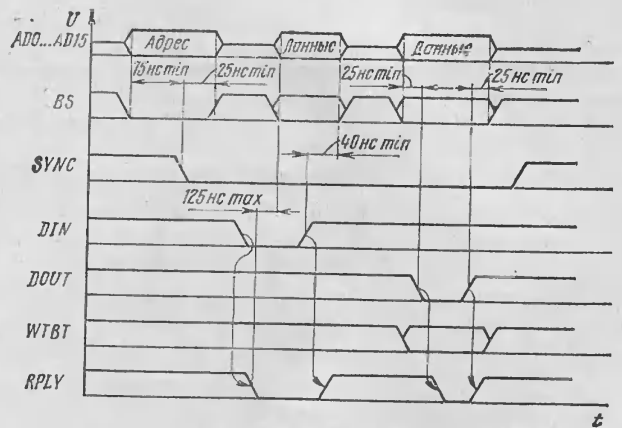 U
AD0...AD15
Адрес
Данные
Данные
15нс min
25нс min
25нс min
25нс min
BS
40нс min
SYNC
125нс max
DIN
DOUT
WTBT
RPLY
t